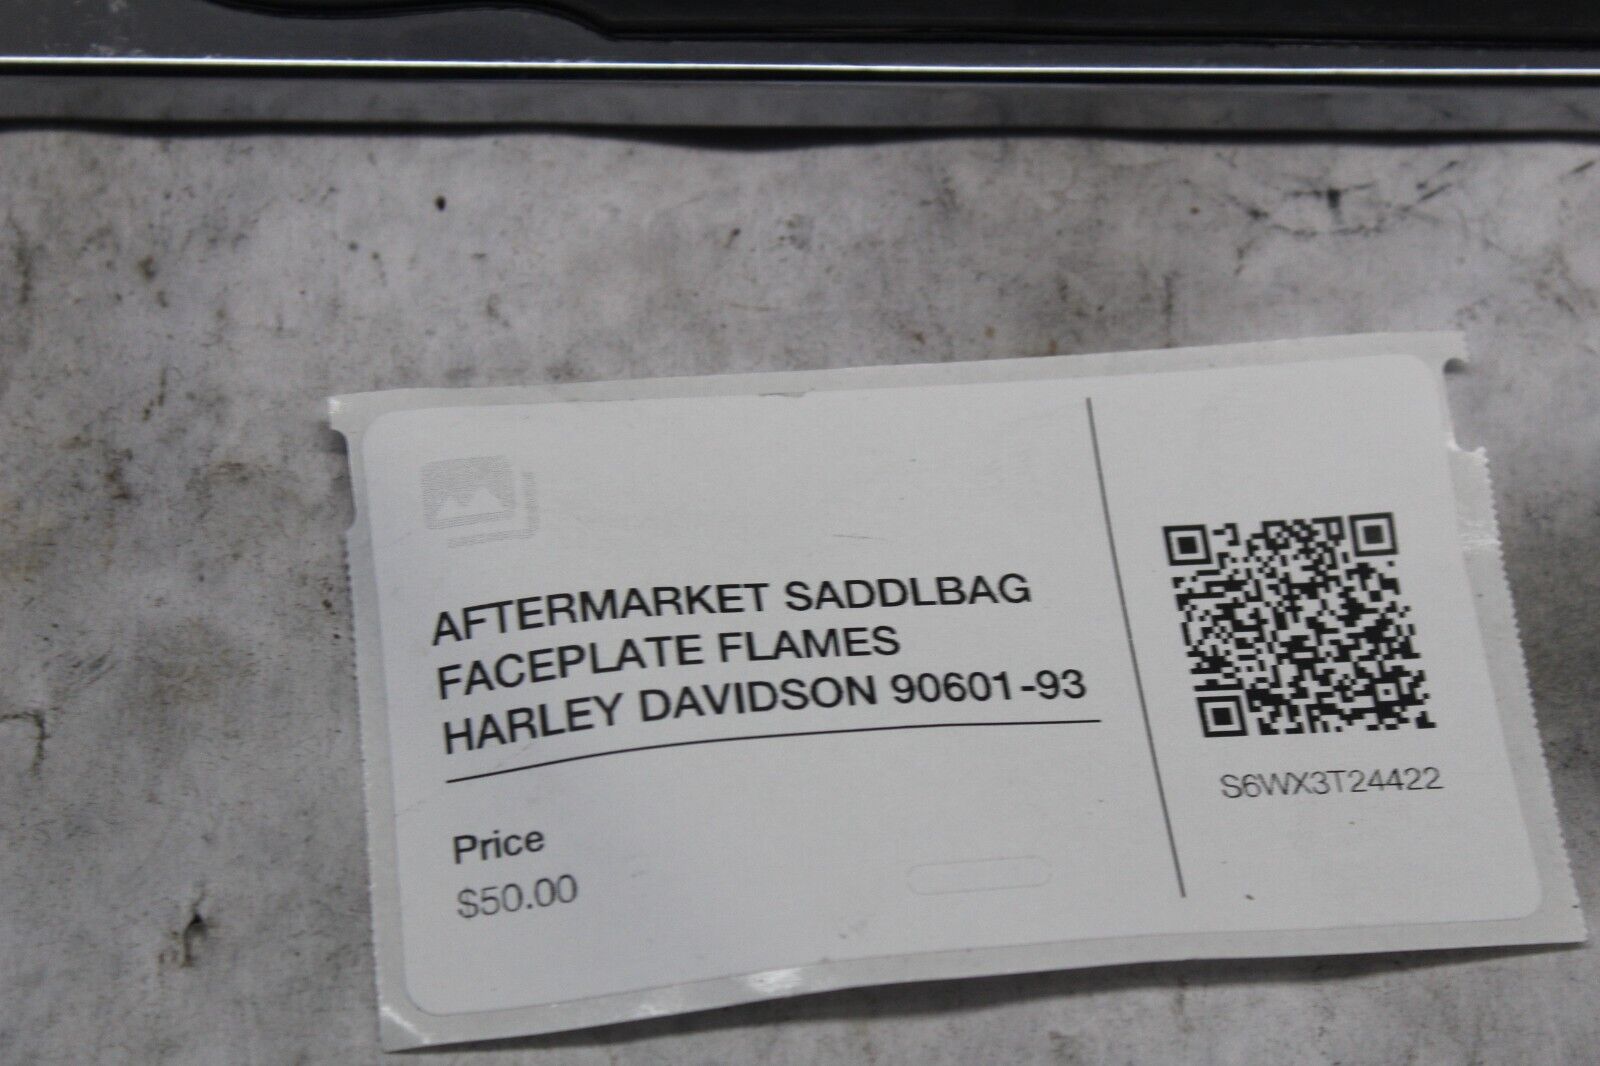 AFTERMARKET SADDLBAG
FACEPLATE FLAMES
HARLEY DAVIDSON 90601-93
Price
$50.00
S6WX3T24422